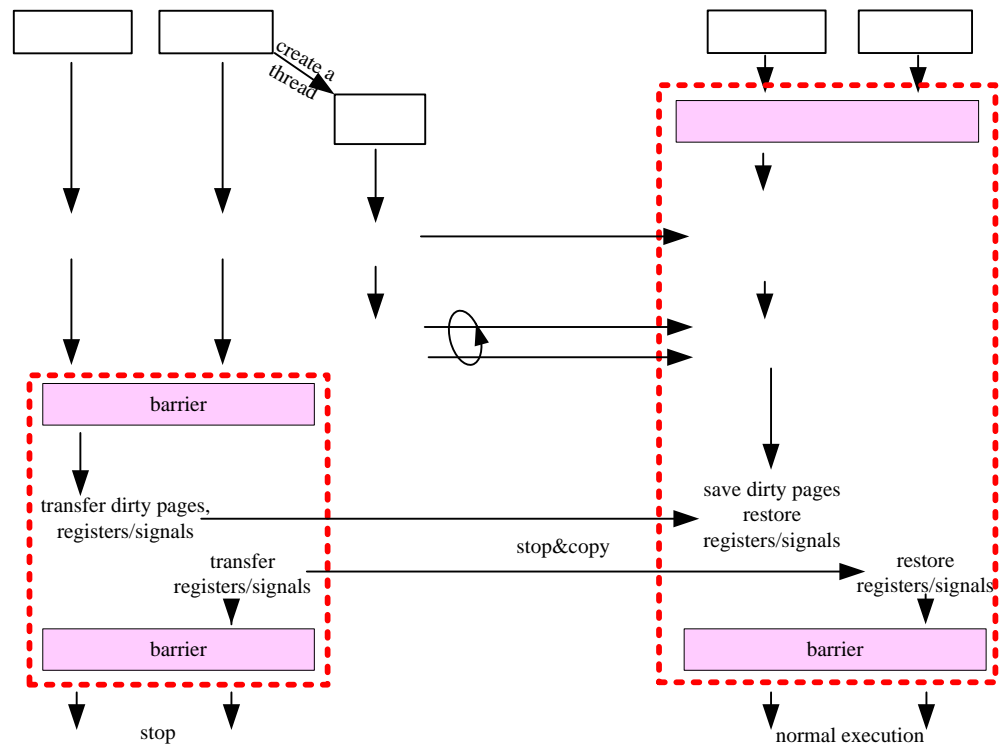 create a
thread
barrier
transfer dirty pages,
registers/signals
save dirty pages
restore
registers/signals
stop&copy
transfer
registers/signals
restore
registers/signals
barrier
barrier
stop
normal execution